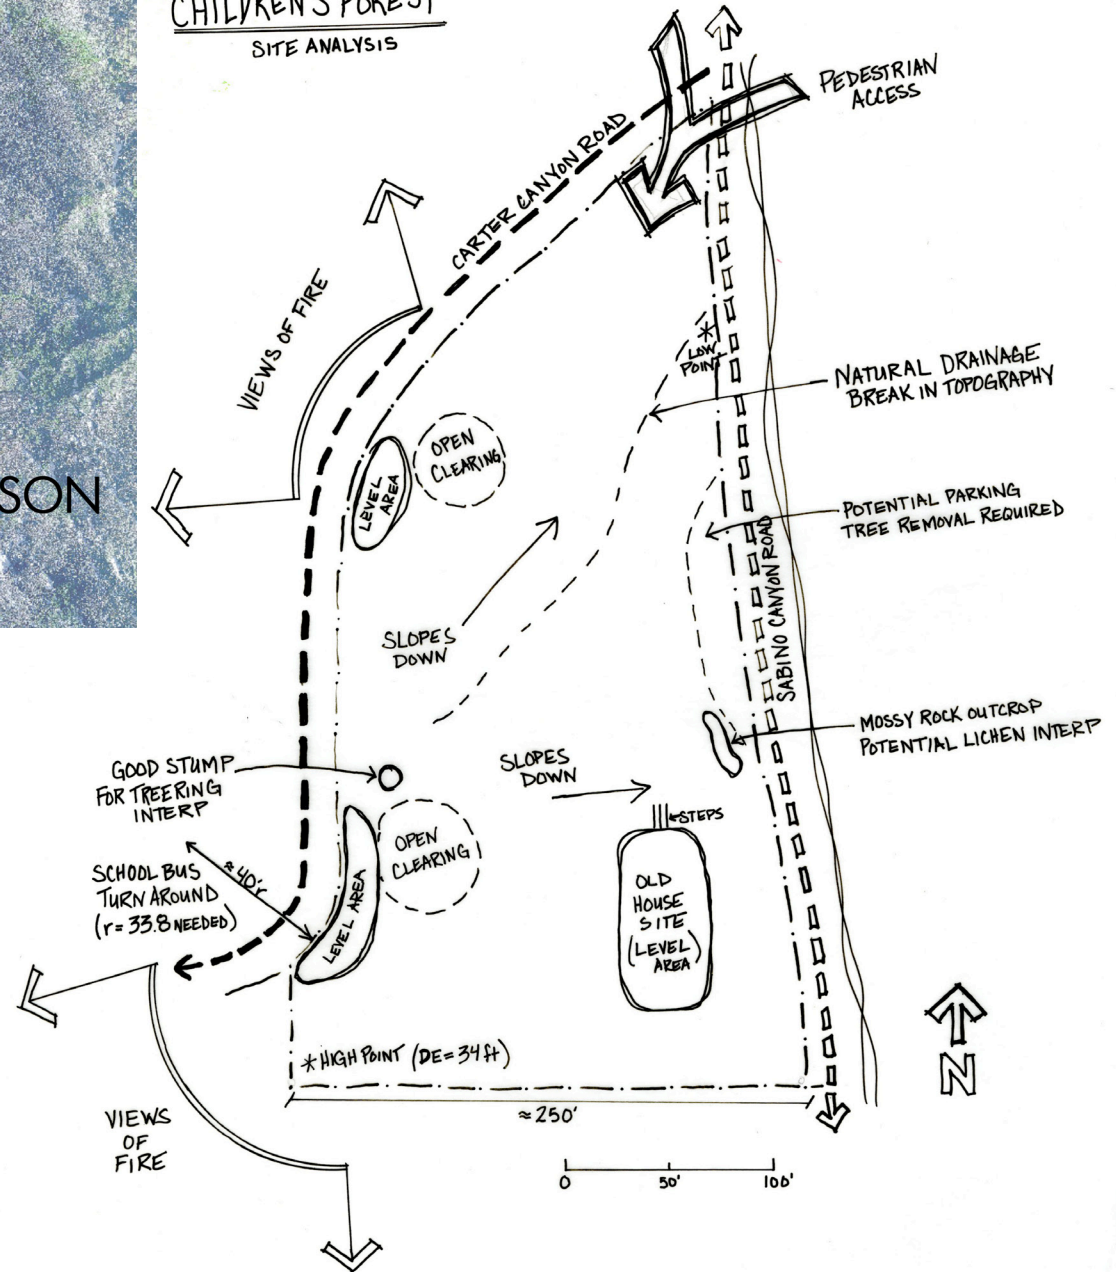 CHILDREN'S FOREST
SITE ANALYSIS
PEDESTRIAN
ACCESS
CARTER CANYON ROAD
VIEWS OF FIRE
*
LOW
POINT
NATURAL DRAINAGE
BREAK IN TOPOGRAPHY
OPEN
CLEARING
LEVEL
AREA
SON
POTENTIAL PARKING
TREE REMOVAL REQUIRED
SABINO CANYON ROAD
SLOPES
DOWN
MOSSY ROCK OUTCROP
POTENTIAL LICHEN INTERP
GOOD STUMP
FOR TREERING
INTERP
SLOPES
DOWN
STEPS
SCHOOL BUS
TURN AROUND
(r=33.8 NEEDED)
≈40'r
OPEN
CLEARING
LEVEL AREA
OLD
HOUSE
SITE
(LEVEL
AREA)
*HIGH POINT (DE=34ft)
≈250'
N
VIEWS
OF
FIRE
0 50' 100'